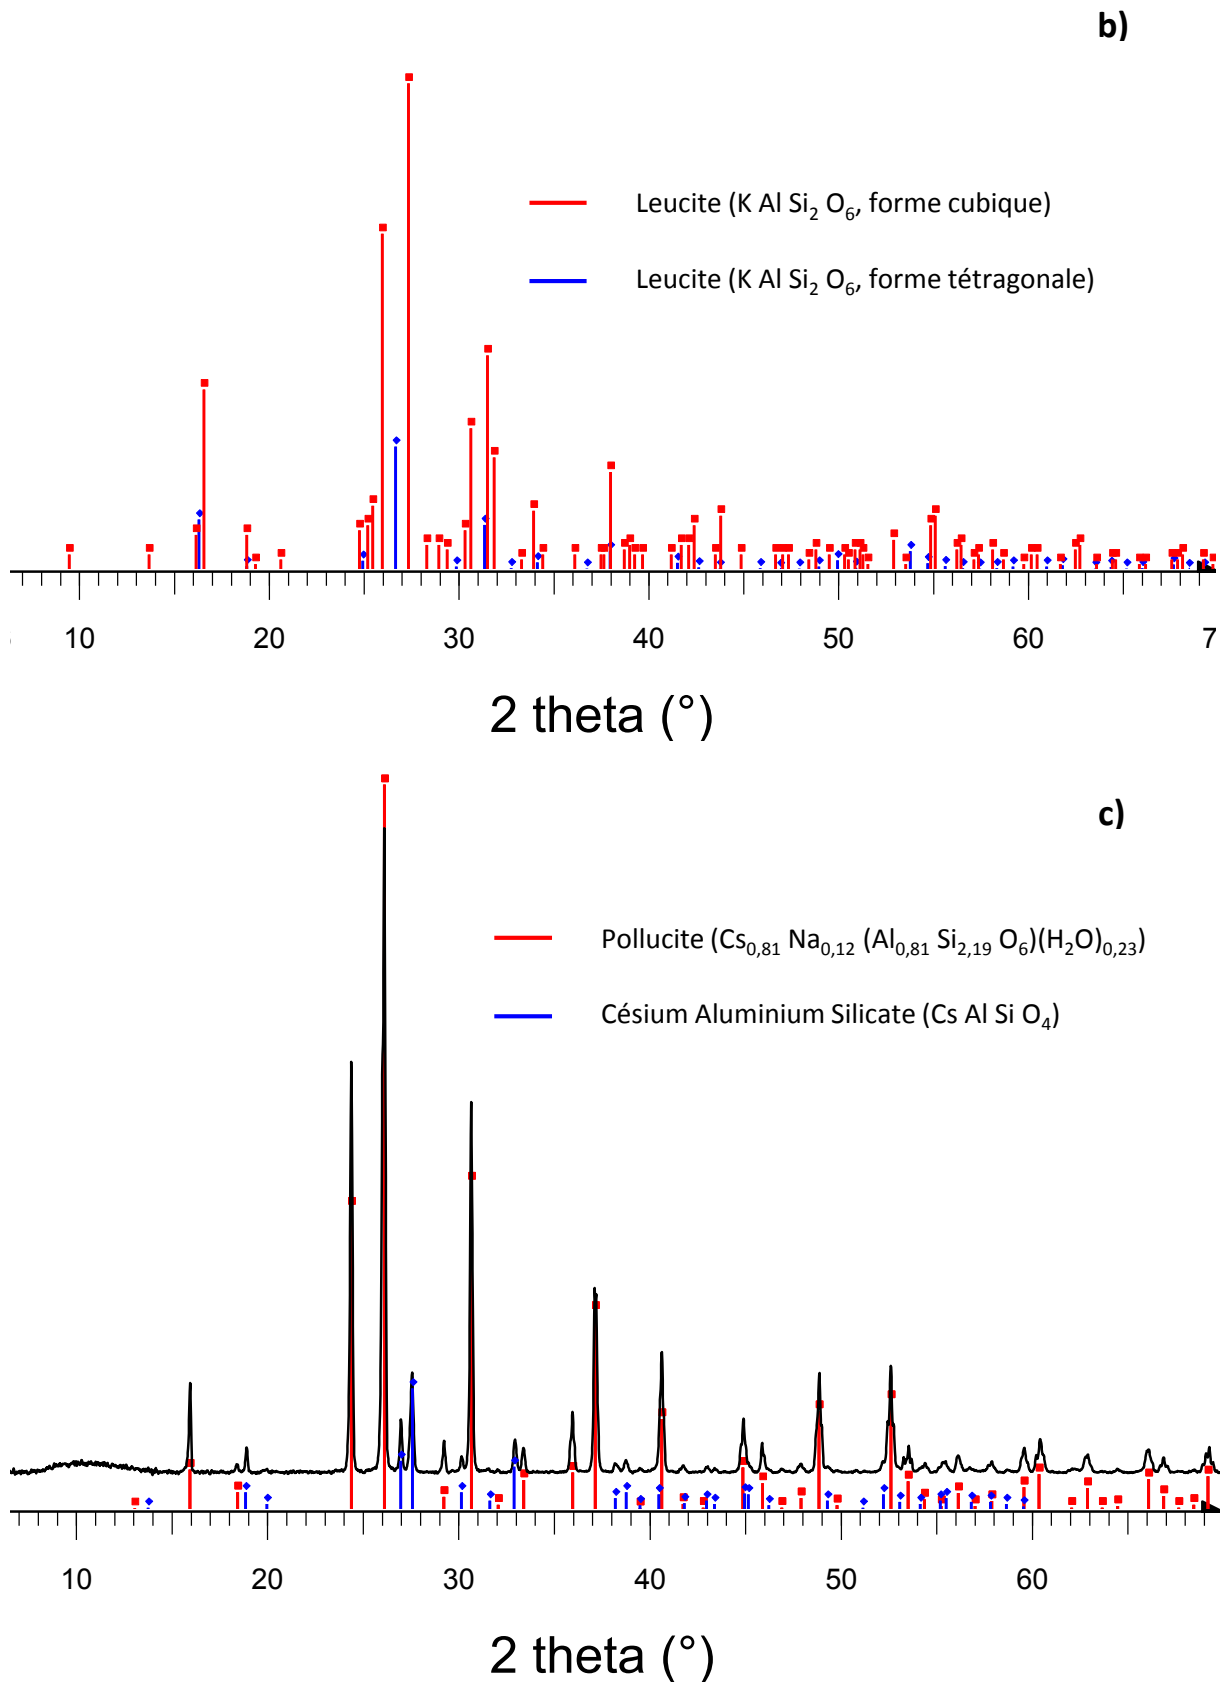 b)
Leucite (K Al Si₂ O₆, forme cubique)
Leucite (K Al Si₂ O₆, forme tétragonale)
10 20 30 40 50 60 7
2 theta (°)
c)
Pollucite (Cs₀,₈₁ Na₀,₁₂ (Al₀,₈₁ Si₂,₁₉ O₆)(H₂O)₀,₂₃)
Césium Aluminium Silicate (Cs Al Si O₄)
10 20 30 40 50 60
2 theta (°)